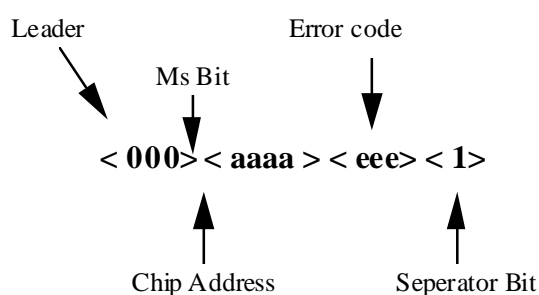 Leader
Error code
Ms Bit
< 000>< aaaa >< eee>< 1>
Chip Address
Seperator Bit